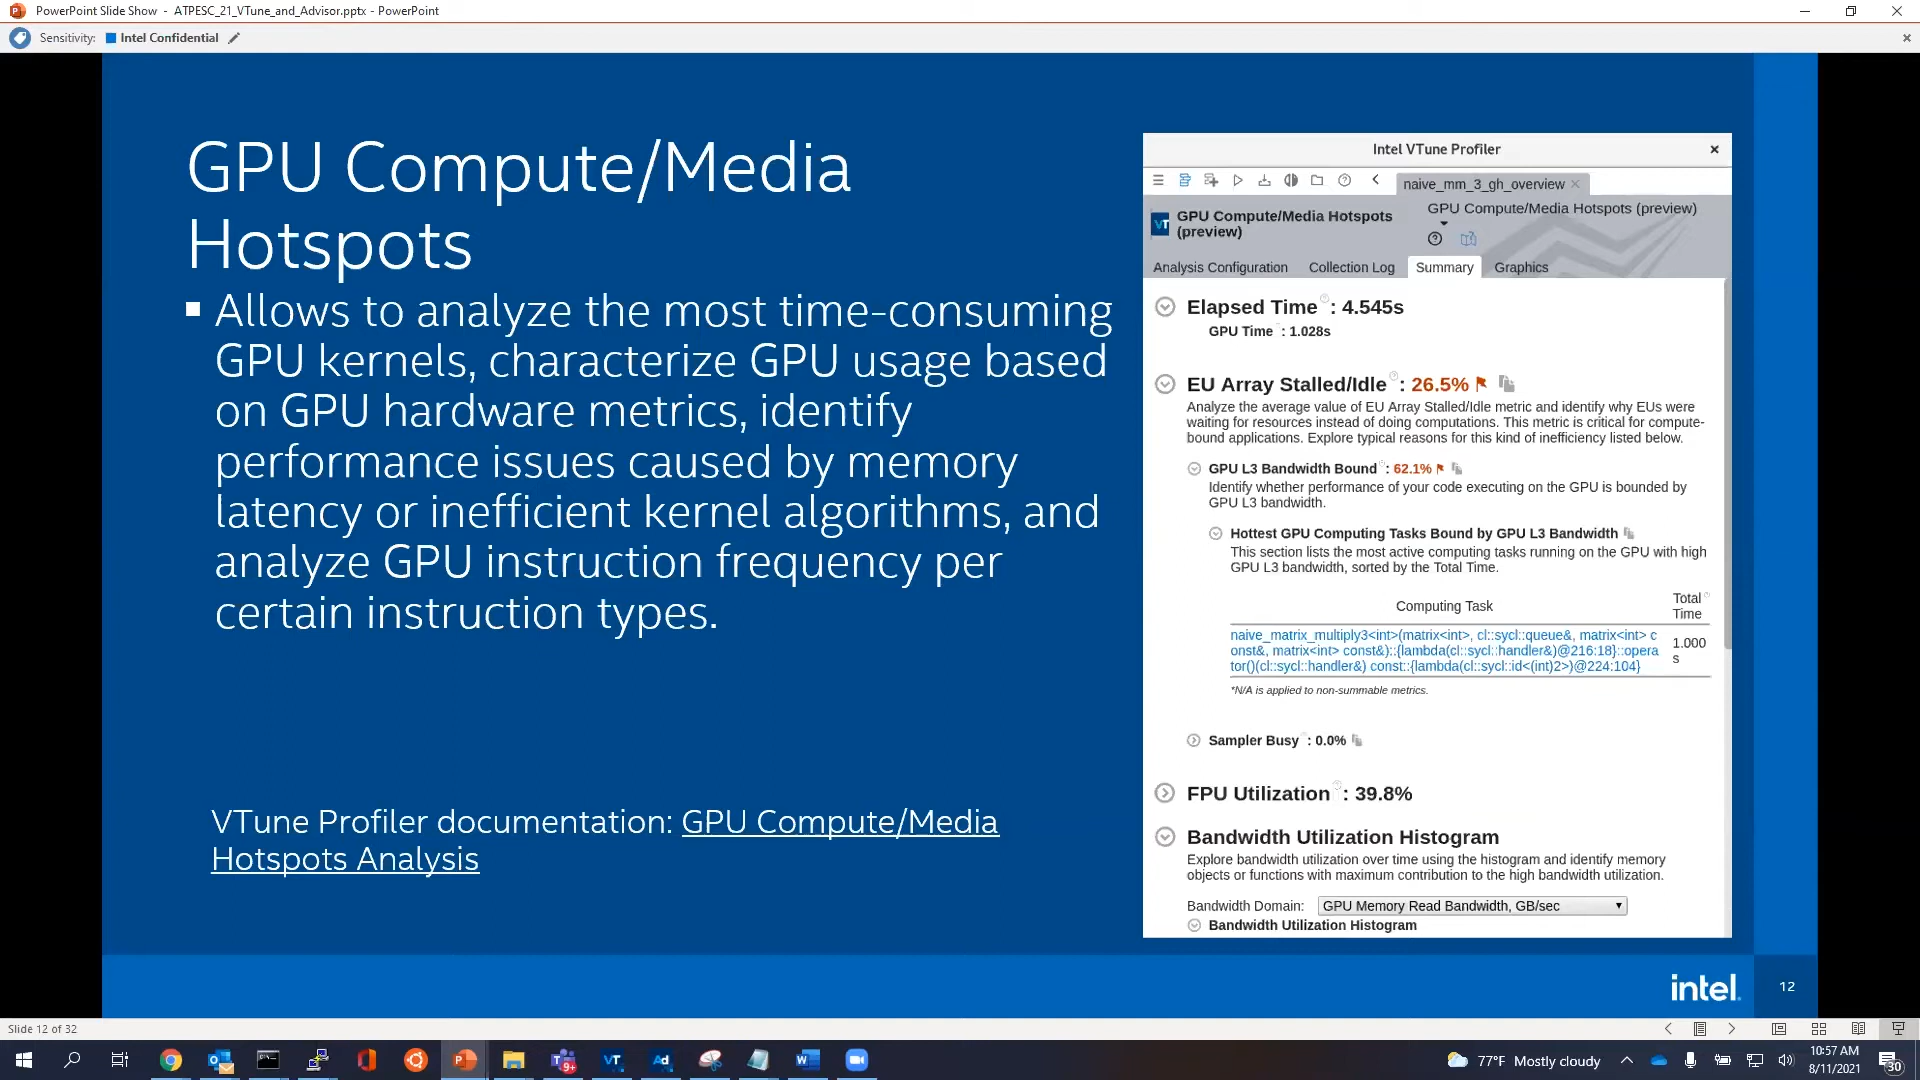 PowerPoint Slide Show - ATPESC_21_VTune_and_Advisor.pptx - PowerPoint
Sensitivity: Intel Confidential
GPU Compute/Media
Hotspots
Allows to analyze the most time-consuming
GPU kernels, characterize GPU usage based
on GPU hardware metrics, identify
performance issues caused by memory
latency or inefficient kernel algorithms, and
analyze GPU instruction frequency per
certain instruction types.
VTune Profiler documentation: GPU Compute/Media
Hotspots Analysis
Intel VTune Profiler
naive_mm_3_gh_overview
GPU Compute/Media Hotspots
(preview)
GPU Compute/Media Hotspots (preview)
Analysis Configuration Collection Log Summary Graphics
Elapsed Time : 4.545s
GPU Time : 1.028s
EU Array Stalled/Idle : 26.5%
Analyze the average value of EU Array Stalled/Idle metric and identify why EUs were
waiting for resources instead of doing computations. This metric is critical for compute-
bound applications. Explore typical reasons for this kind of inefficiency listed below.
GPU L3 Bandwidth Bound : 62.1%
Identify whether performance of your code executing on the GPU is bounded by
GPU L3 bandwidth.
Hottest GPU Computing Tasks Bound by GPU L3 Bandwidth
This section lists the most active computing tasks running on the GPU with high
GPU L3 bandwidth, sorted by the Total Time.
Computing Task
Total
Time
naive_matrix_multiply3<int>(matrix<int>, cl::sycl::queue&, matrix<int> c
onst&, matrix<int> const&)::{lambda(cl::sycl::handler&)@216:18}::opera
tor()(cl::sycl::handler&) const::{lambda(cl::sycl::id<(int)2>)@224:104}
1.000
s
*N/A is applied to non-summable metrics.
Sampler Busy : 0.0%
FPU Utilization : 39.8%
Bandwidth Utilization Histogram
Explore bandwidth utilization over time using the histogram and identify memory
objects or functions with maximum contribution to the high bandwidth utilization.
Bandwidth Domain: GPU Memory Read Bandwidth, GB/sec
Bandwidth Utilization Histogram
intel.
12
Slide 12 of 32
77°F Mostly cloudy
10:57 AM
8/11/2021
30